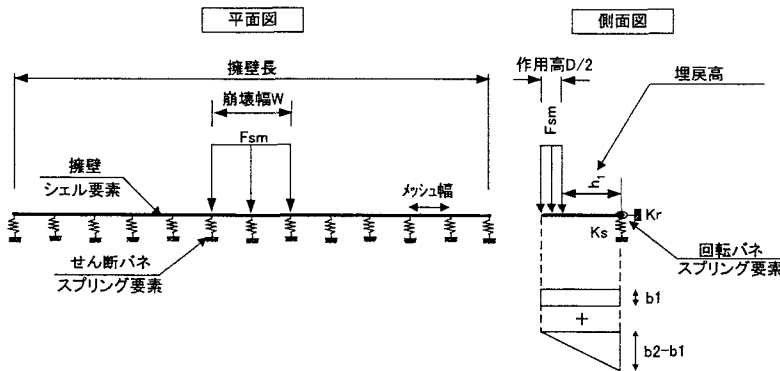 平面図
側面図
擁壁長
作用高D/2
埋戻高
崩壊幅W
Fsm
Fsm
擁壁
シェル要素
メッシュ幅
h1
Kr
Ks
せん断バネ
スプリング要素
回転バネ
スプリング要素
b1
+
b2-b1